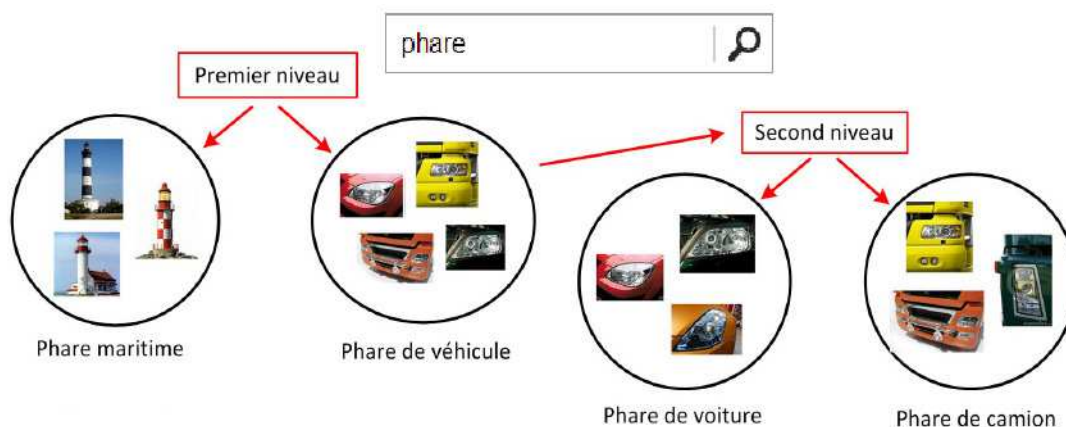 phare
Premier niveau
Second niveau
Phare maritime
Phare de véhicule
Phare de voiture
Phare de camion